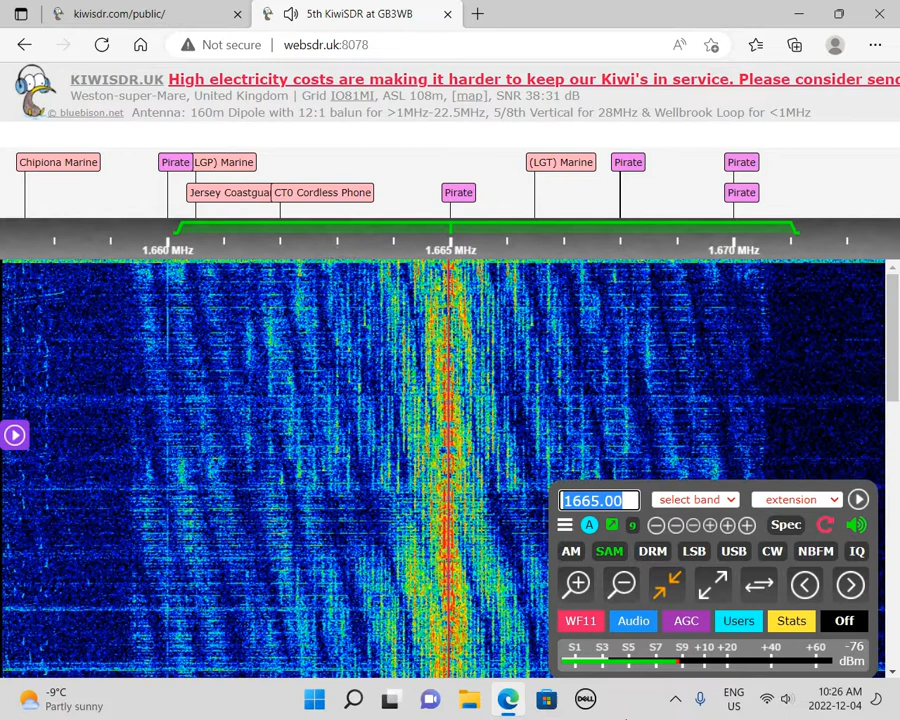 kiwisdr.com/public/
5th KiwiSDR at GB3WB
Not secure
websdr.uk:8078
KIWISDR.UK High electricity costs are making it harder to keep our Kiwi's in service. Please consider send
Weston-super-Mare, United Kingdom | Grid IO81MI, ASL 108m, [map], SNR 38:31 dB
© bluebison.net Antenna: 160m Dipole with 12:1 balun for >1MHz-22.5MHz, 5/8th Vertical for 28MHz & Wellbrook Loop for <1MHz
Chipiona Marine Pirate LGP) Marine (LGT) Marine Pirate Pirate
Jersey Coastgua CT0 Cordless Phone Pirate Pirate
1.660 MHz 1.665 MHz 1.670 MHz
1665.00 select band extension
A 9 Spec
AM SAM DRM LSB USB CW NBFM IQ
WF11 Audio AGC Users Stats Off
S1 S3 S5 S7 S9 +10 +20 +40 +60 -76
dBm
-9°C
Partly sunny
DELL
ENG
US
10:26 AM
2022-12-04